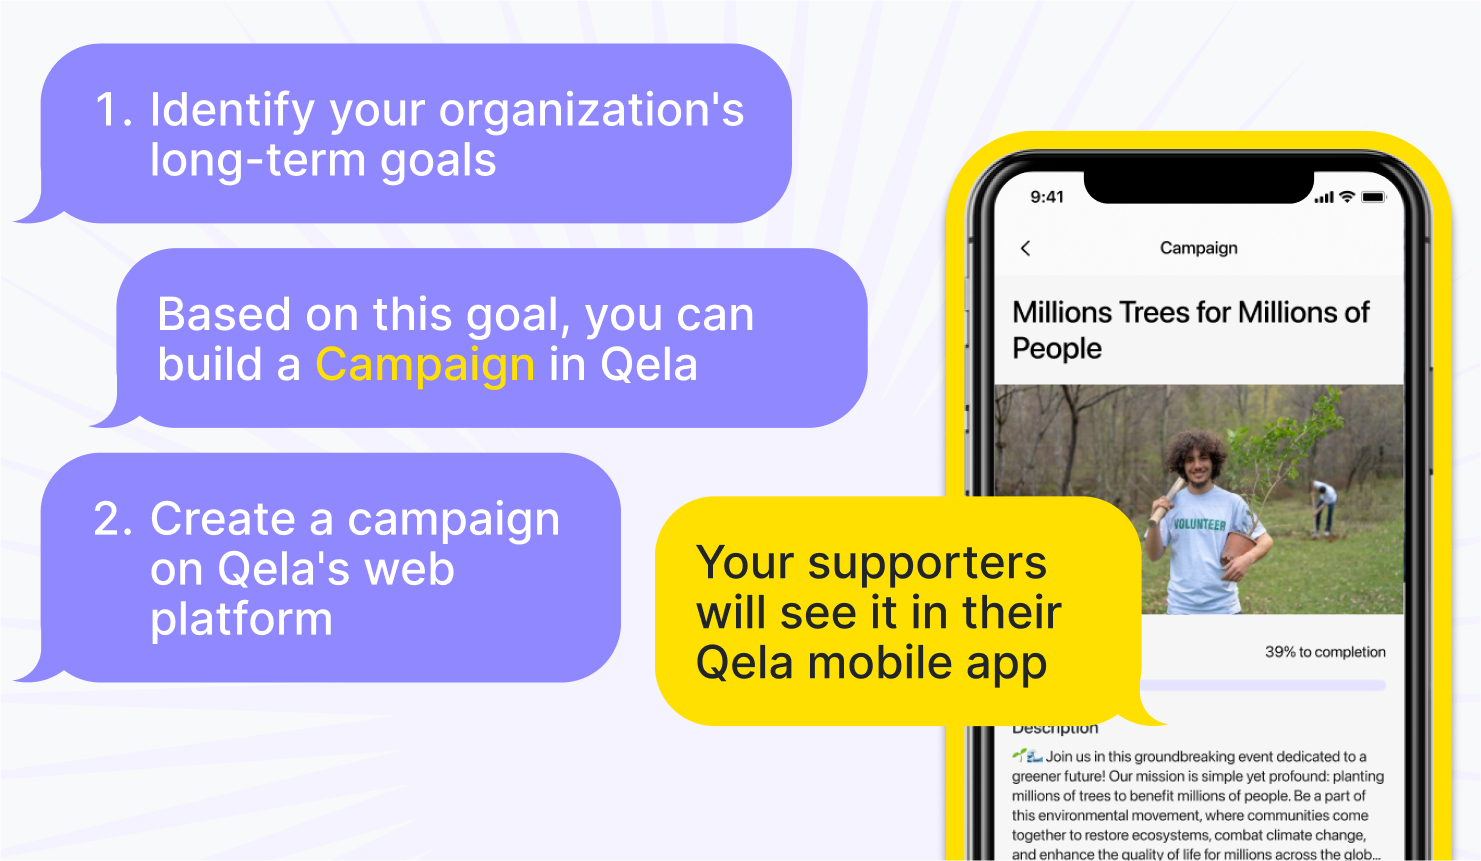 1. Identify your organization's
long-term goals
Based on this goal, you can
build a Campaign in Qela
2. Create a campaign
on Qela's web
platform
Your supporters
will see it in their
Qela mobile app
9:41
Campaign
Millions Trees for Millions of
People
VOLUNTEER
39% to completion
Description
🌱🌊 Join us in this groundbreaking event dedicated to a
greener future! Our mission is simple yet profound: planting
millions of trees to benefit millions of people. Be a part of
this environmental movement, where communities come
together to restore ecosystems, combat climate change,
and enhance the quality of life for millions across the glob...